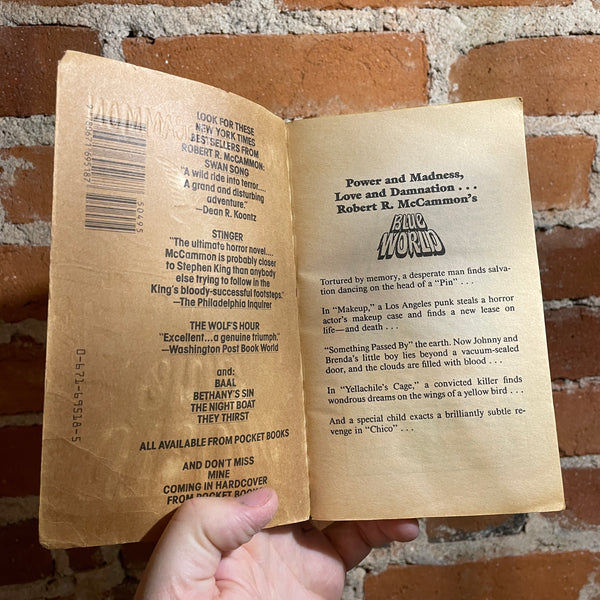 MCCAMMON
LOOK FOR THESE
NEW YORK TIMES
BESTSELLERS FROM
ROBERT R. McCAMMON:
SWAN SONG
"A wild ride into terror....
A grand and disturbing
adventure."
—Dean R. Koontz
STINGER
"The ultimate horror novel....
McCammon is probably closer
to Stephen King than anybody
else trying to follow in the
King's bloody-successful footsteps."
—The Philadelphia Inquirer
THE WOLF'S HOUR
"Excellent...a genuine triumph."
—Washington Post Book World
and:
BAAL
BETHANY'S SIN
THE NIGHT BOAT
THEY THIRST
ALL AVAILABLE FROM POCKET BOOKS
AND DON'T MISS
MINE
COMING IN HARDCOVER
FROM POCKET BOOKS
50495
0-671-69518-5
Power and Madness,
Love and Damnation . . .
Robert R. McCammon's
BLUE
WORLD
Tortured by memory, a desperate man finds salva-
tion dancing on the head of a "Pin" . . .
In "Makeup," a Los Angeles punk steals a horror
actor's makeup case and finds a new lease on
life—and death . . .
"Something Passed By" the earth. Now Johnny and
Brenda's little boy lies beyond a vacuum-sealed
door, and the clouds are filled with blood . . .
In "Yellachile's Cage," a convicted killer finds
wondrous dreams on the wings of a yellow bird . . .
And a special child exacts a brilliantly subtle re-
venge in "Chico" . . .